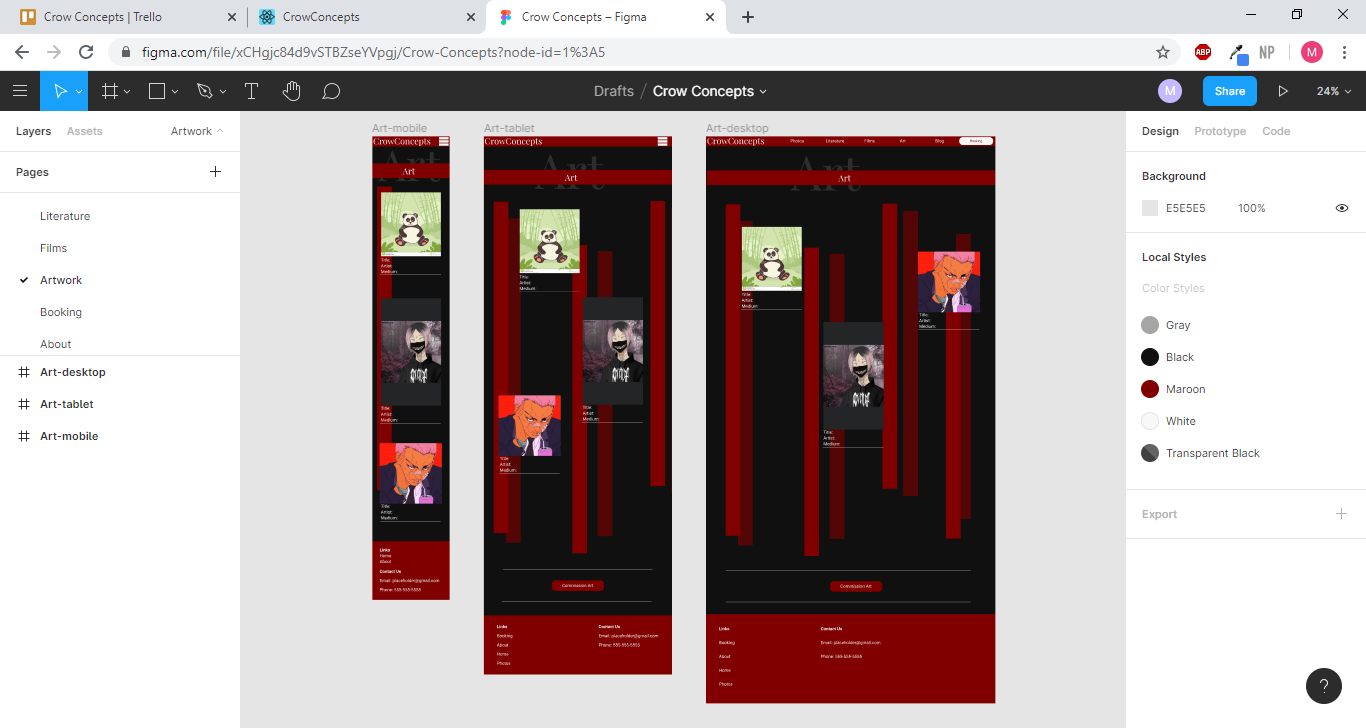 Crow Concepts | Trello
CrowConcepts
Crow Concepts – Figma
figma.com/file/xCHgjc84d9vSTBZseYVpgj/Crow-Concepts?node-id=1%3A5
ABP
NP
M
Drafts / Crow Concepts
M
Share
24%
Layers
Assets
Artwork
Pages
Literature
Films
Artwork
Booking
About
Art-desktop
Art-tablet
Art-mobile
Art-mobile
CrowConcepts
Art
Art
Title:
Artist:
Medium:
Title:
Artist:
Medium:
Title:
Artist:
Medium:
Links
Home
About
Contact Us
Email: placeholder@gmail.com
Phone: 555-555-5555
Art-tablet
CrowConcepts
Art
Art
Title:
Artist:
Medium:
Title:
Artist:
Medium:
Title:
Artist:
Medium:
Commission Art
Links
Booking
About
Home
Photos
Contact Us
Email: placeholder@gmail.com
Phone: 555-555-5555
Art-desktop
CrowConcepts
Photos
Literature
Films
Art
Blog
Booking
Art
Art
Title:
Artist:
Medium:
Title:
Artist:
Medium:
Title:
Artist:
Medium:
Commission Art
Links
Booking
About
Home
Photos
Contact Us
Email: placeholder@gmail.com
Phone: 555-555-5555
Design
Prototype
Code
Background
E5E5E5
100%
Local Styles
Color Styles
Gray
Black
Maroon
White
Transparent Black
Export
?